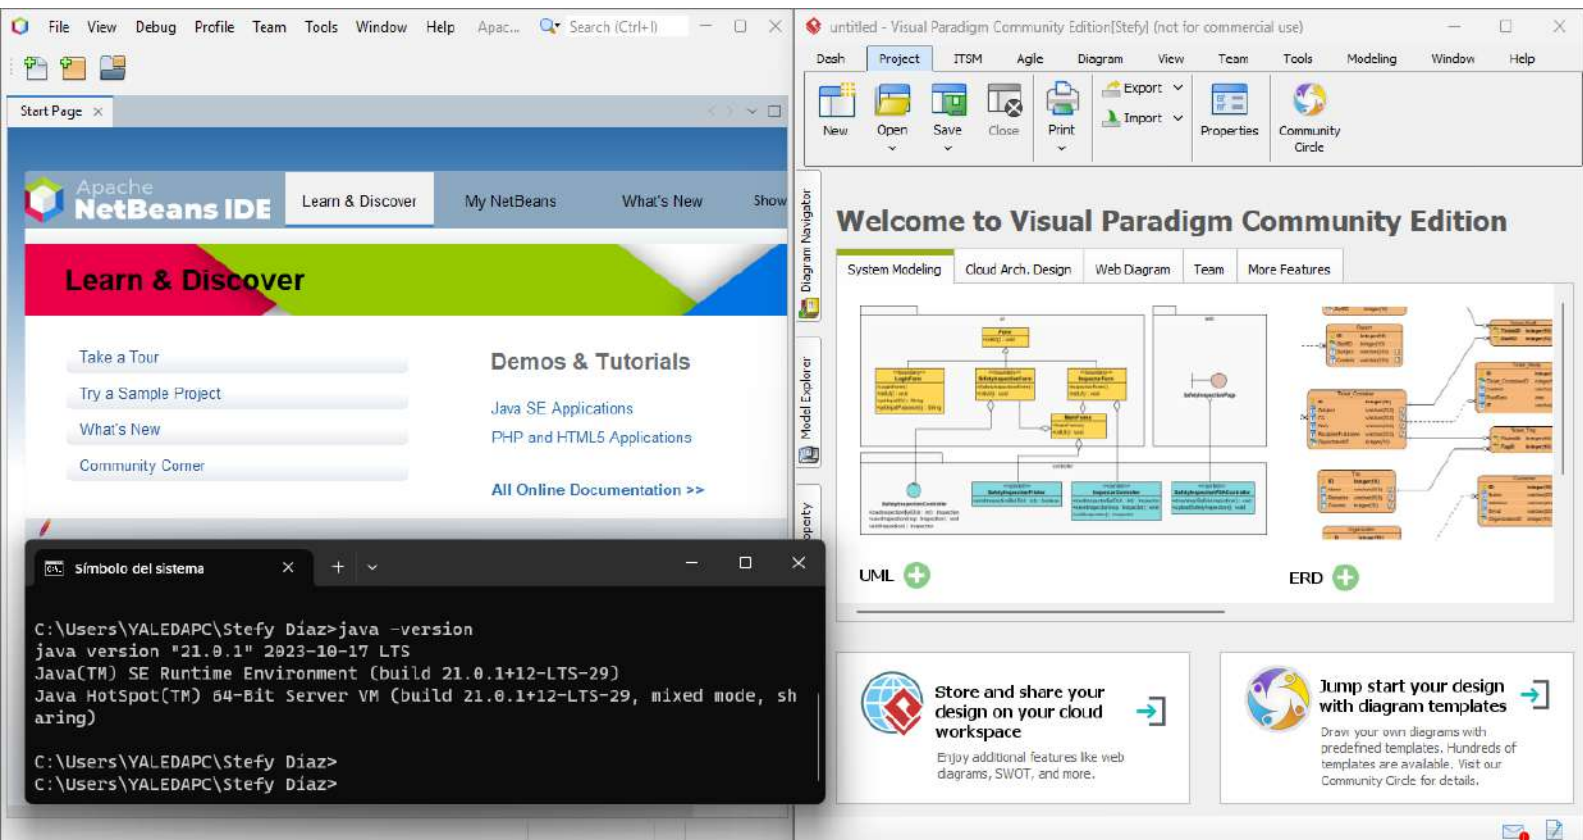 File View Debug Profile Team Tools Window Help Apac... Search (Ctrl+I)
Start Page
Apache
NetBeans IDE
Learn & Discover My NetBeans What's New Show
Learn & Discover
Take a Tour
Try a Sample Project
What's New
Community Corner
Demos & Tutorials
Java SE Applications
PHP and HTML5 Applications
All Online Documentation >>
Símbolo del sistema
C:\Users\YALEDAPC\Stefy Díaz>java -version
java version "21.0.1" 2023-10-17 LTS
Java(TM) SE Runtime Environment (build 21.0.1+12-LTS-29)
Java HotSpot(TM) 64-Bit Server VM (build 21.0.1+12-LTS-29, mixed mode, sh
aring)
C:\Users\YALEDAPC\Stefy Díaz>
C:\Users\YALEDAPC\Stefy Díaz>
untitled - Visual Paradigm Community Edition[Stefy] (not for commercial use)
Dash Project ITSM Agile Diagram View Team Tools Modeling Window Help
New Open Save Close Print Export Import Properties Community
Circle
Diagram Navigator
Model Explorer
Welcome to Visual Paradigm Community Edition
System Modeling Cloud Arch. Design Web Diagram Team More Features
UML
ERD
Store and share your
design on your cloud
workspace
Enjoy additional features like web
diagrams, SWOT, and more.
Jump start your design
with diagram templates
Draw your own diagrams with
predefined templates. Hundreds of
templates are available. Visit our
Community Circle for details.